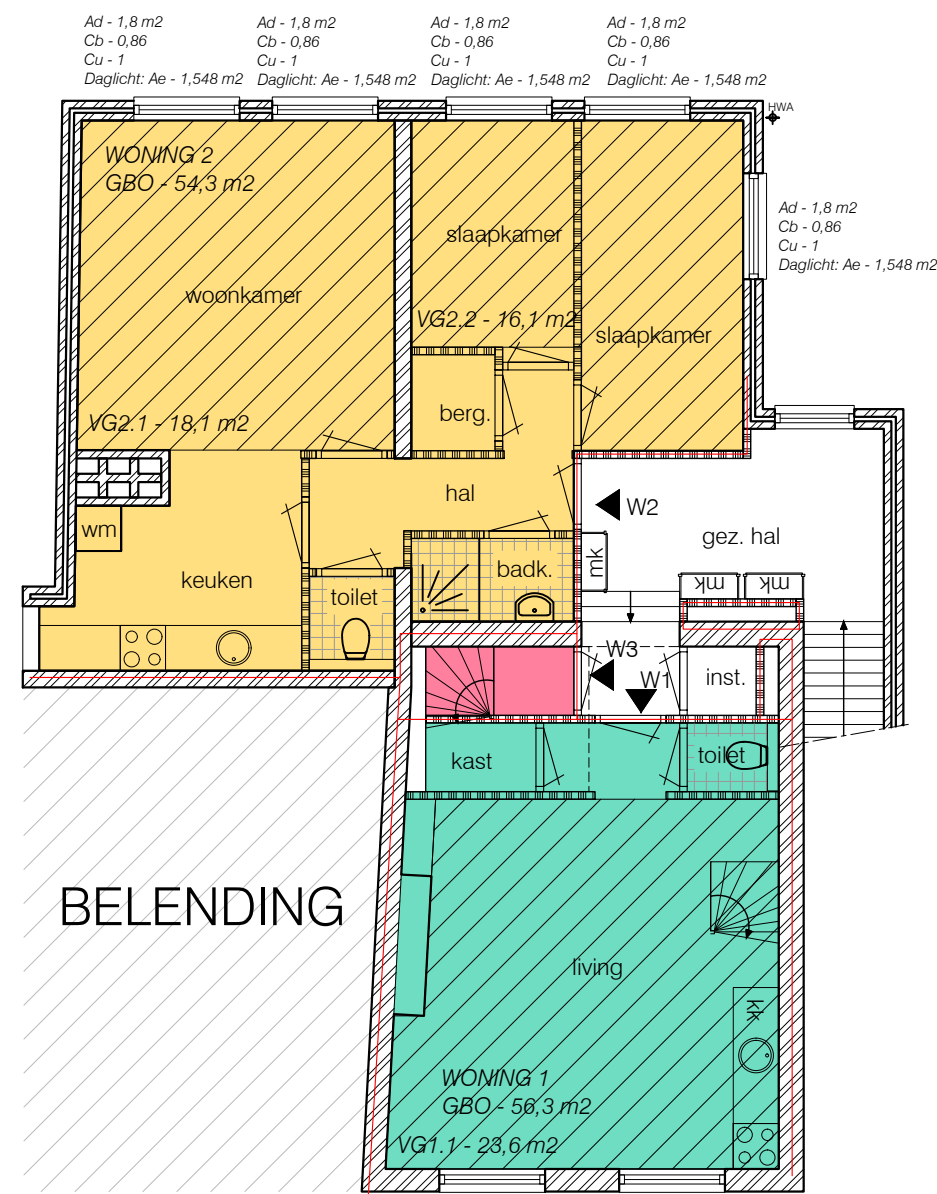 Ad - 1,8 m2
Cb - 0,86
Cu - 1
Daglicht: Ae - 1,548 m2
Ad - 1,8 m2
Cb - 0,86
Cu - 1
Daglicht: Ae - 1,548 m2
Ad - 1,8 m2
Cb - 0,86
Cu - 1
Daglicht: Ae - 1,548 m2
Ad - 1,8 m2
Cb - 0,86
Cu - 1
Daglicht: Ae - 1,548 m2
HWA
WONING 2
GBO - 54,3 m2
Ad - 1,8 m2
Cb - 0,86
Cu - 1
Daglicht: Ae - 1,548 m2
slaapkamer
woonkamer
VG2.2 - 16,1 m2
slaapkamer
berg.
VG2.1 - 18,1 m2
hal
W2
wm
gez. hal
keuken
badk.
mk
mk
mk
toilet
W3
W1
inst.
kast
toilet
BELENDING
living
kk
WONING 1
GBO - 56,3 m2
VG1.1 - 23,6 m2